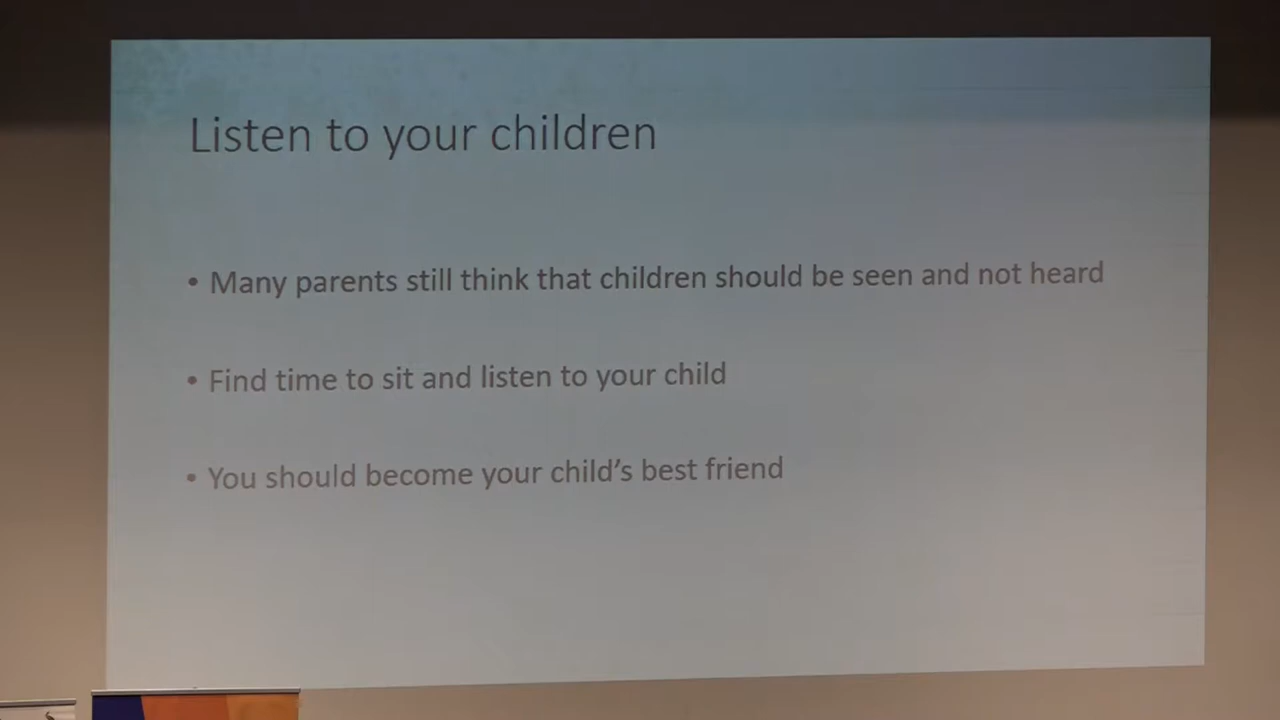 Listen to your children
• Many parents still think that children should be seen and not heard
• Find time to sit and listen to your child
• You should become your child’s best friend